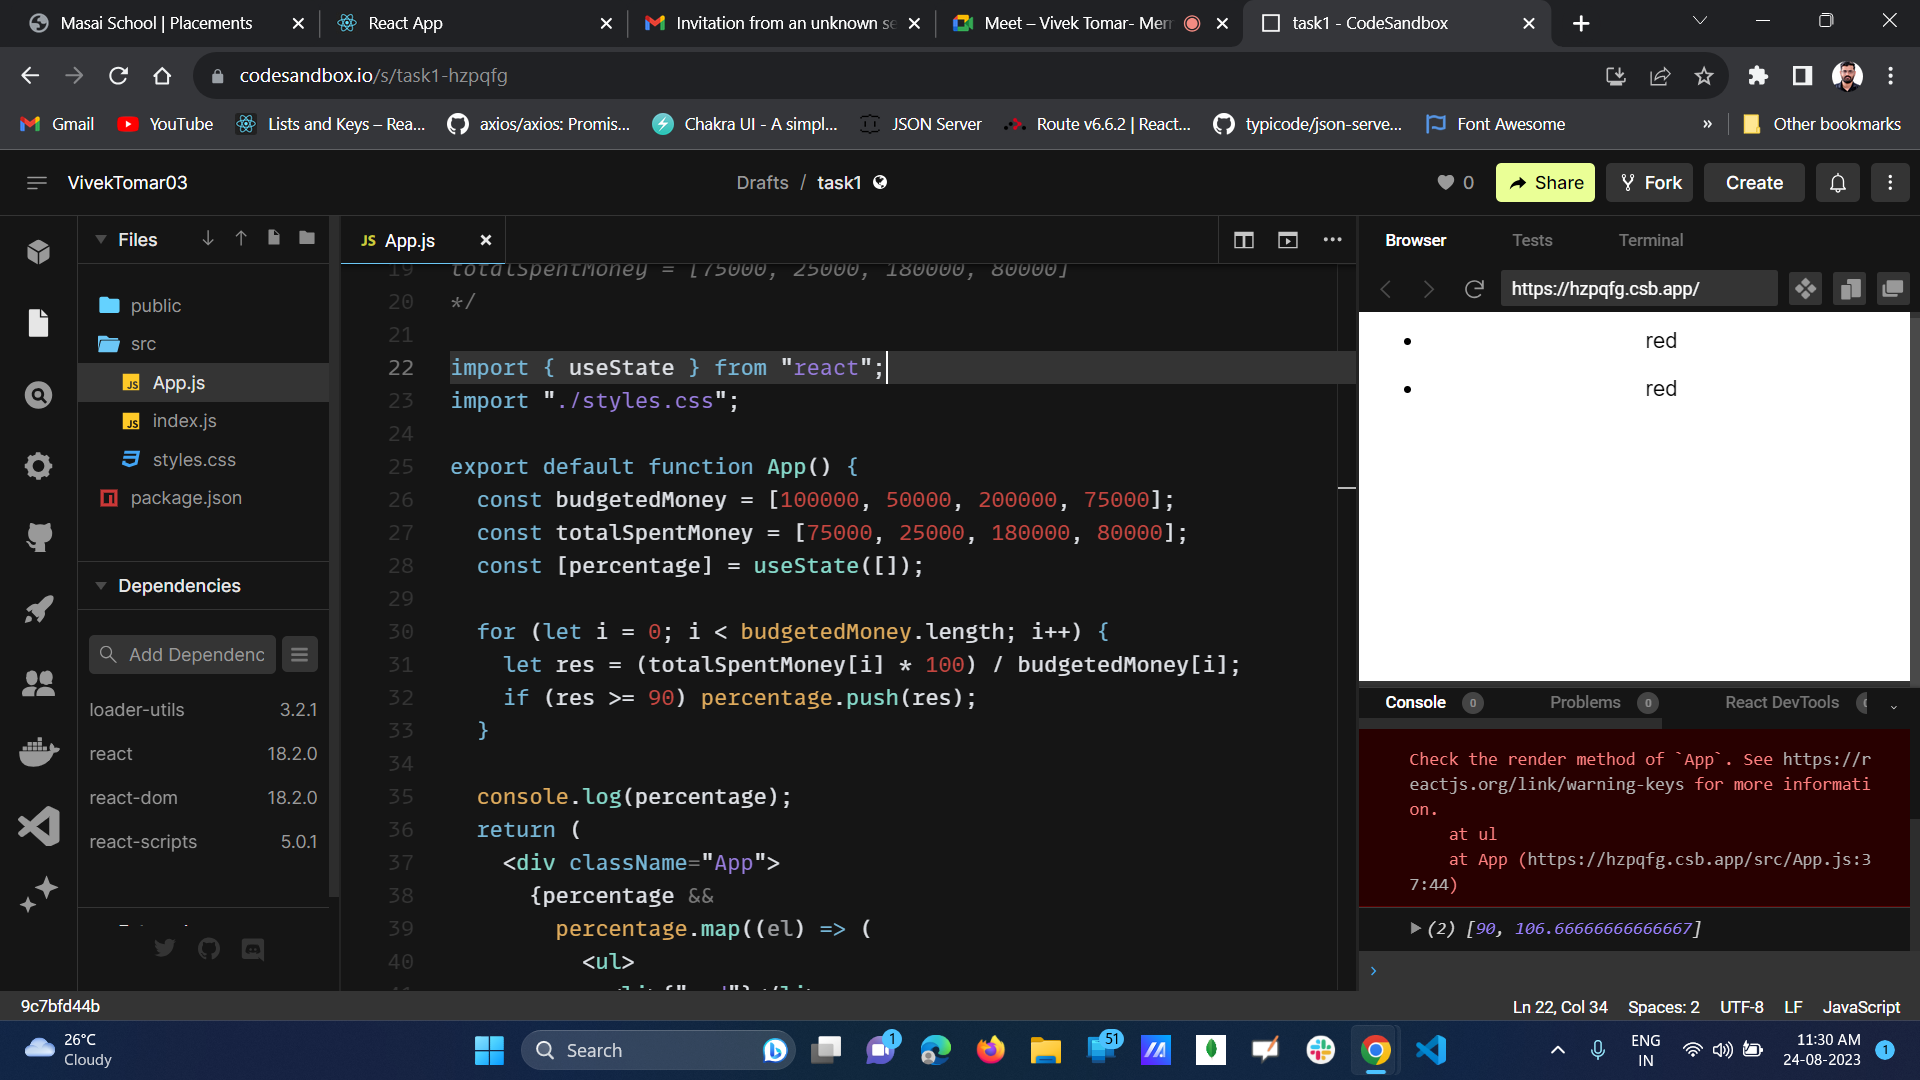 Masai School | Placements
React App
Invitation from an unknown se
Meet – Vivek Tomar- Mern
task1 - CodeSandbox
codesandbox.io/s/task1-hzpqfg
Gmail
YouTube
Lists and Keys – Rea...
axios/axios: Promis...
Chakra UI - A simpl...
JSON Server
Route v6.6.2 | React...
typicode/json-serve...
Font Awesome
»
Other bookmarks
VivekTomar03
Drafts / task1
0
Share
Fork
Create
Files
JS App.js
Browser
Tests
Terminal
https://hzpqfg.csb.app/
public
src
JS App.js
JS index.js
styles.css
package.json
Dependencies
Add Dependenc
loader-utils 3.2.1
react 18.2.0
react-dom 18.2.0
react-scripts 5.0.1
19 totalSpentMoney = [75000, 25000, 180000, 80000]
20 */
21
22 import { useState } from "react";
23 import "./styles.css";
24
25 export default function App() {
26 const budgetedMoney = [100000, 50000, 200000, 75000];
27 const totalSpentMoney = [75000, 25000, 180000, 80000];
28 const [percentage] = useState([]);
29
30 for (let i = 0; i < budgetedMoney.length; i++) {
31 let res = (totalSpentMoney[i] * 100) / budgetedMoney[i];
32 if (res >= 90) percentage.push(res);
33 }
34
35 console.log(percentage);
36 return (
37 <div className="App">
38 {percentage &&
39 percentage.map((el) => (
40 <ul>
• red
• red
Console 0
Problems 0
React DevTools
Check the render method of `App`. See https://r
eactjs.org/link/warning-keys for more informati
on.
at ul
at App (https://hzpqfg.csb.app/src/App.js:3
7:44)
(2) [90, 106.66666666666667]
9c7bfd44b
Ln 22, Col 34
Spaces: 2
UTF-8
LF
JavaScript
26°C
Cloudy
Search
1
51
ENG
IN
11:30 AM
24-08-2023
1